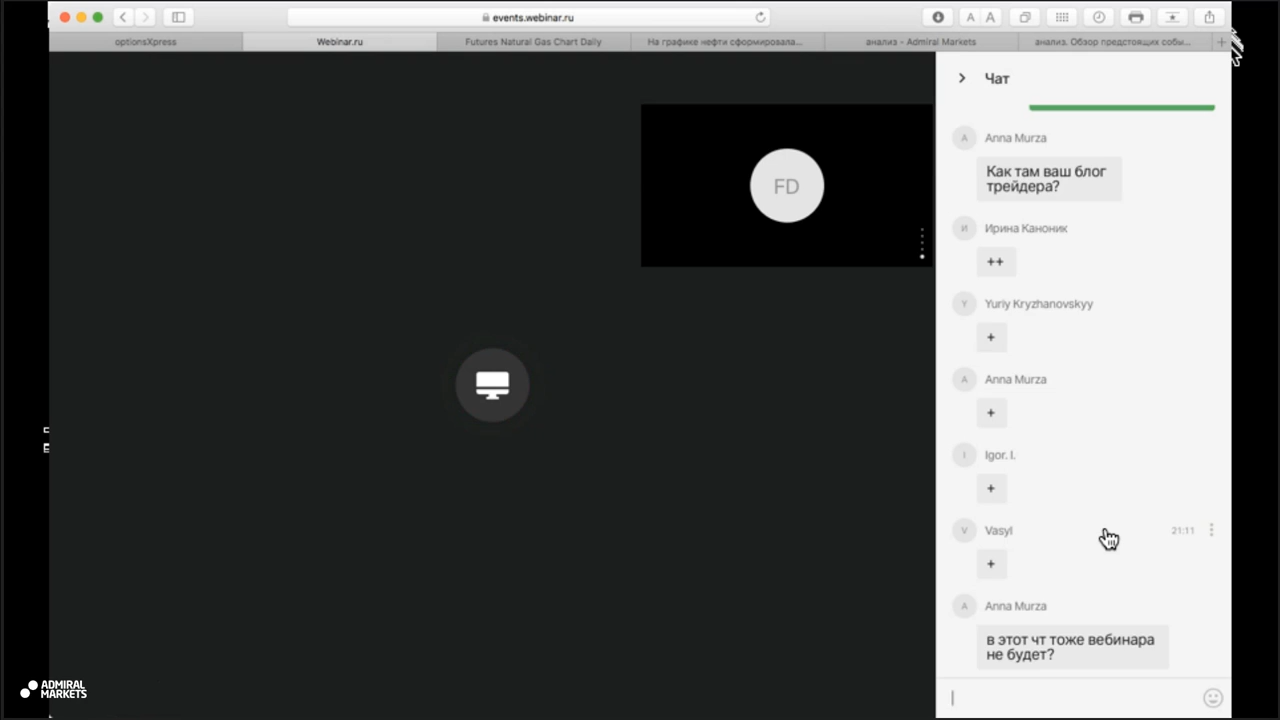 events.webinar.ru
A A
optionsXpress
Webinar.ru
Futures Natural Gas Chart Daily
На графике нефти сформировала...
анализ - Admiral Markets
анализ. Обзор предстоящих собы...
Чат
FD
A Anna Murza
Как там ваш блог
трейдера?
И Ирина Каноник
++
Y Yuriy Kryzhanovskyy
+
A Anna Murza
+
I Igor. I.
+
V Vasyl 21:11
+
A Anna Murza
в этот чт тоже вебинара
не будет?
ADMIRAL
MARKETS